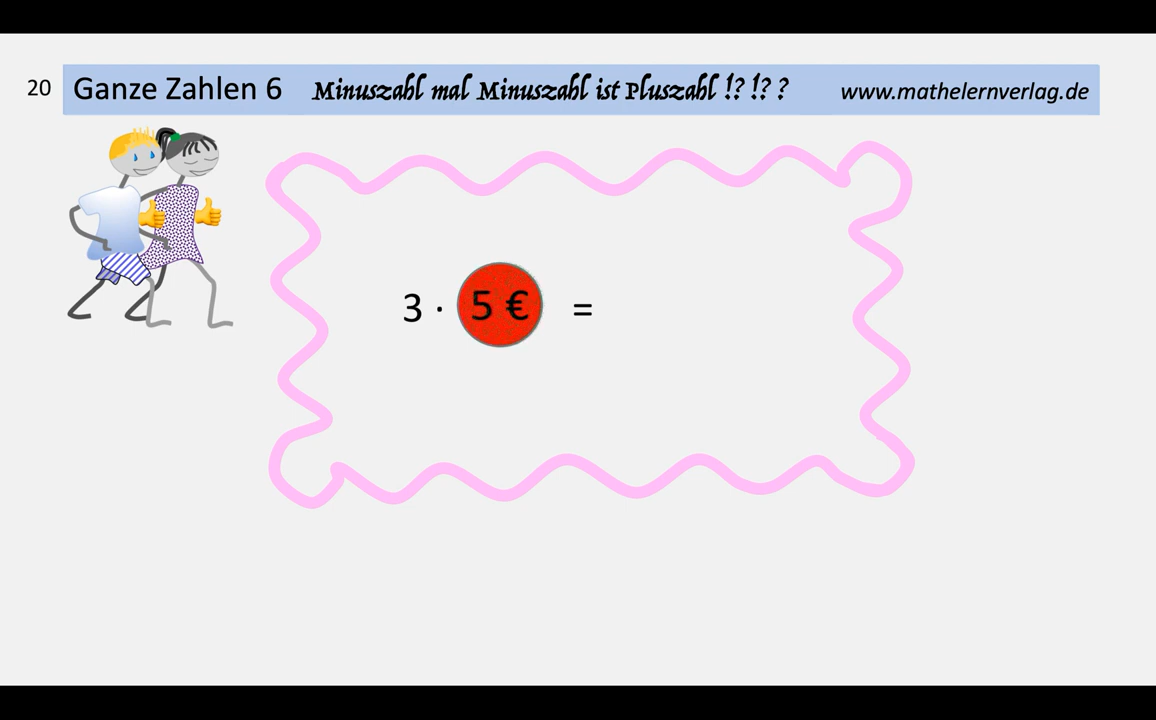 20 Ganze Zahlen 6 Minuszahl mal Minuszahl ist Pluszahl !? !? ? www.mathelernverlag.de
3 · 5 € =